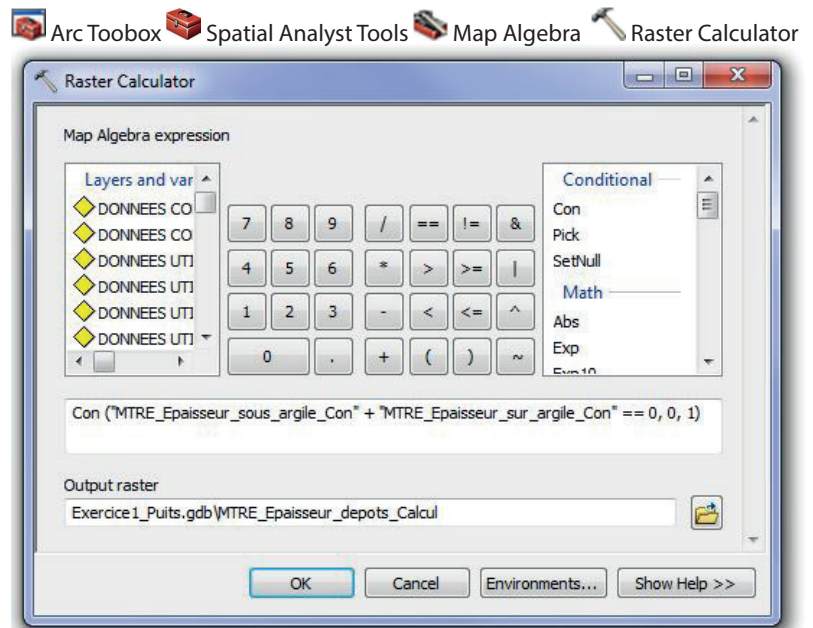 Arc Toobox Spatial Analyst Tools Map Algebra Raster Calculator
Raster Calculator
Map Algebra expression
Layers and var
DONNEES CO
DONNEES CO
DONNEES UTI
DONNEES UTI
DONNEES UTI
DONNEES UTI
7 8 9 / == != &
4 5 6 * > >= |
1 2 3 - < <= ^
0 . + ( ) ~
Conditional
Con
Pick
SetNull
Math
Abs
Exp
Exp10
Con ("MTRE_Epaisseur_sous_argile_Con" + "MTRE_Epaisseur_sur_argile_Con" == 0, 0, 1)
Output raster
Exercice1_Puits.gdb\MTRE_Epaisseur_depots_Calcul
OK Cancel Environments... Show Help >>